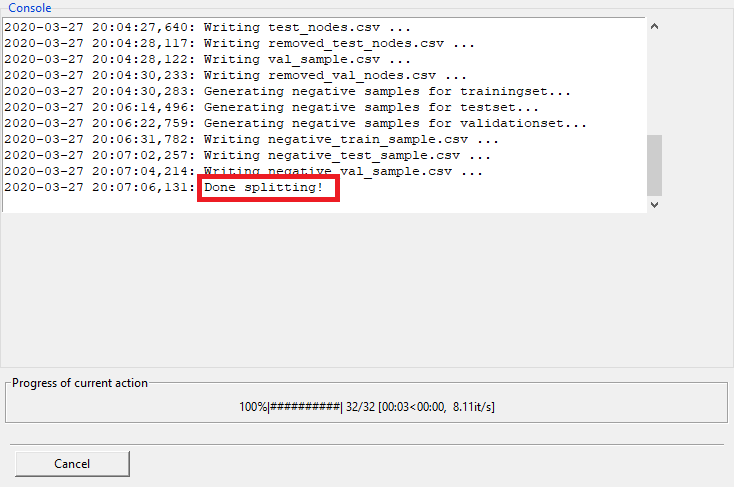 Console
2020-03-27 20:04:27,640: Writing test_nodes.csv ...
2020-03-27 20:04:28,117: Writing removed_test_nodes.csv ...
2020-03-27 20:04:28,122: Writing val_sample.csv ...
2020-03-27 20:04:30,233: Writing removed_val_nodes.csv ...
2020-03-27 20:04:30,283: Generating negative samples for trainingset...
2020-03-27 20:06:14,496: Generating negative samples for testset...
2020-03-27 20:06:22,759: Generating negative samples for validationset...
2020-03-27 20:06:31,782: Writing negative_train_sample.csv ...
2020-03-27 20:07:02,257: Writing negative_test_sample.csv ...
2020-03-27 20:07:04,214: Writing negative_val_sample.csv ...
2020-03-27 20:07:06,131: Done splitting!
Progress of current action
100%|##########| 32/32 [00:03<00:00,  8.11it/s]
Cancel